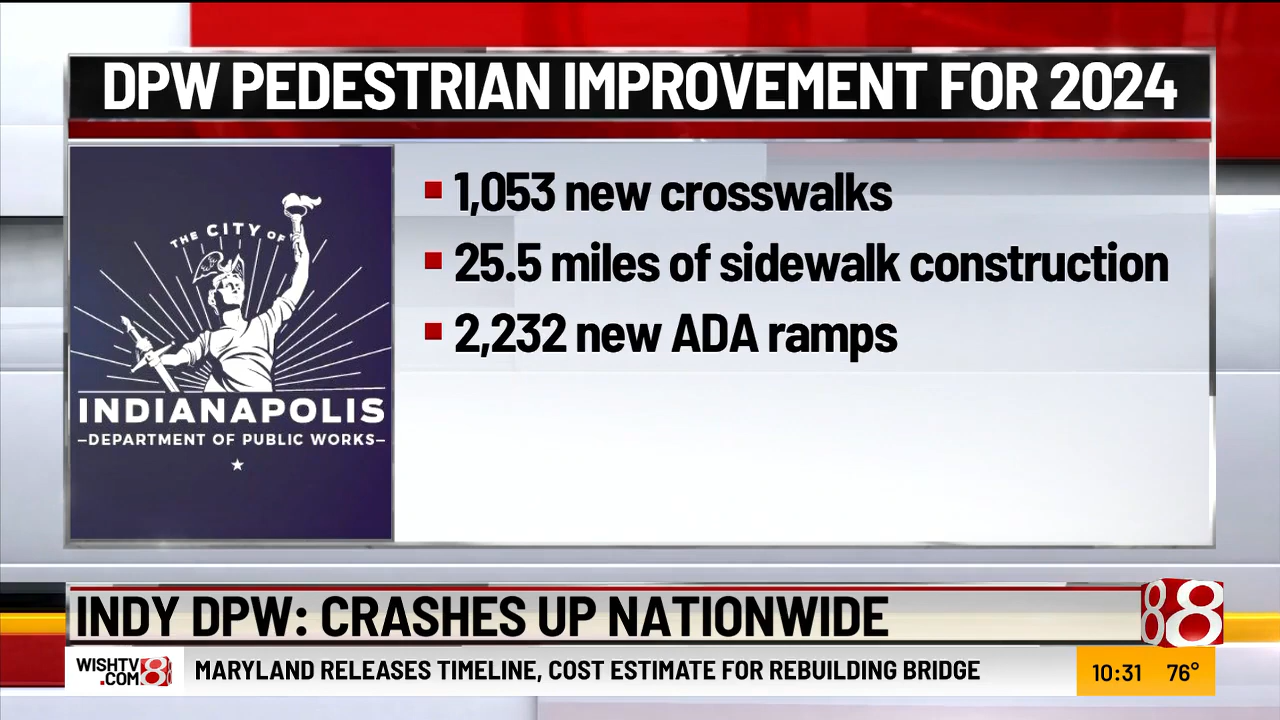 DPW PEDESTRIAN IMPROVEMENT FOR 2024
THE CITY OF
INDIANAPOLIS
-DEPARTMENT OF PUBLIC WORKS-
1,053 new crosswalks
25.5 miles of sidewalk construction
2,232 new ADA ramps
INDY DPW: CRASHES UP NATIONWIDE
8
WISHTV
.COM 8
MARYLAND RELEASES TIMELINE, COST ESTIMATE FOR REBUILDING BRIDGE
10:31 76°